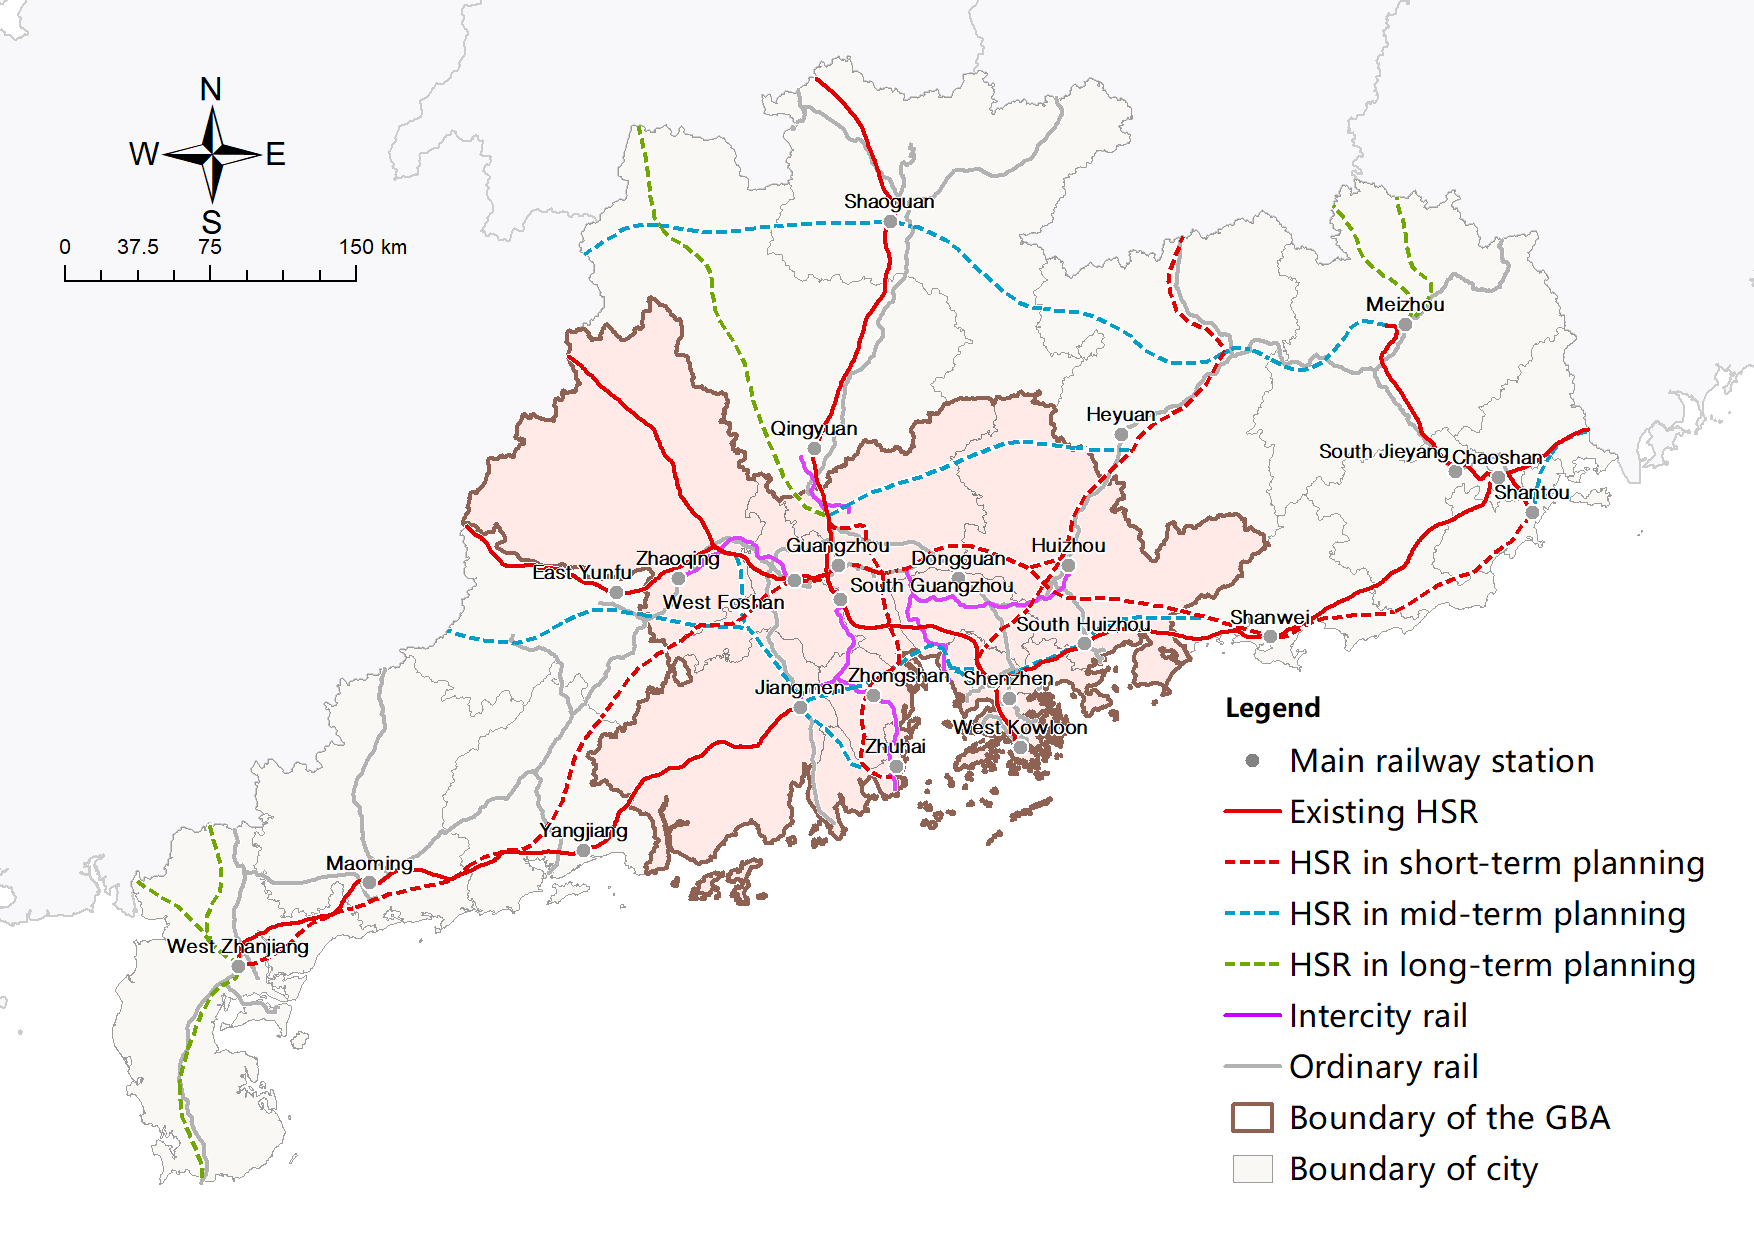 N
W
E
S
0 37.5 75 150 km
Shaoguan
Meizhou
Qingyuan
Heyuan
South Jieyang
Chaoshan
Shantou
Guangzhou
Huizhou
Zhaoqing
Dongguan
East Yunfu
South Guangzhou
West Foshan
Shanwei
South Huizhou
Zhongshan
Shenzhen
Jiangmen
West Kowloon
Zhuhai
Yangjiang
Maoming
West Zhanjiang
Legend
Main railway station
Existing HSR
HSR in short-term planning
HSR in mid-term planning
HSR in long-term planning
Intercity rail
Ordinary rail
Boundary of the GBA
Boundary of city